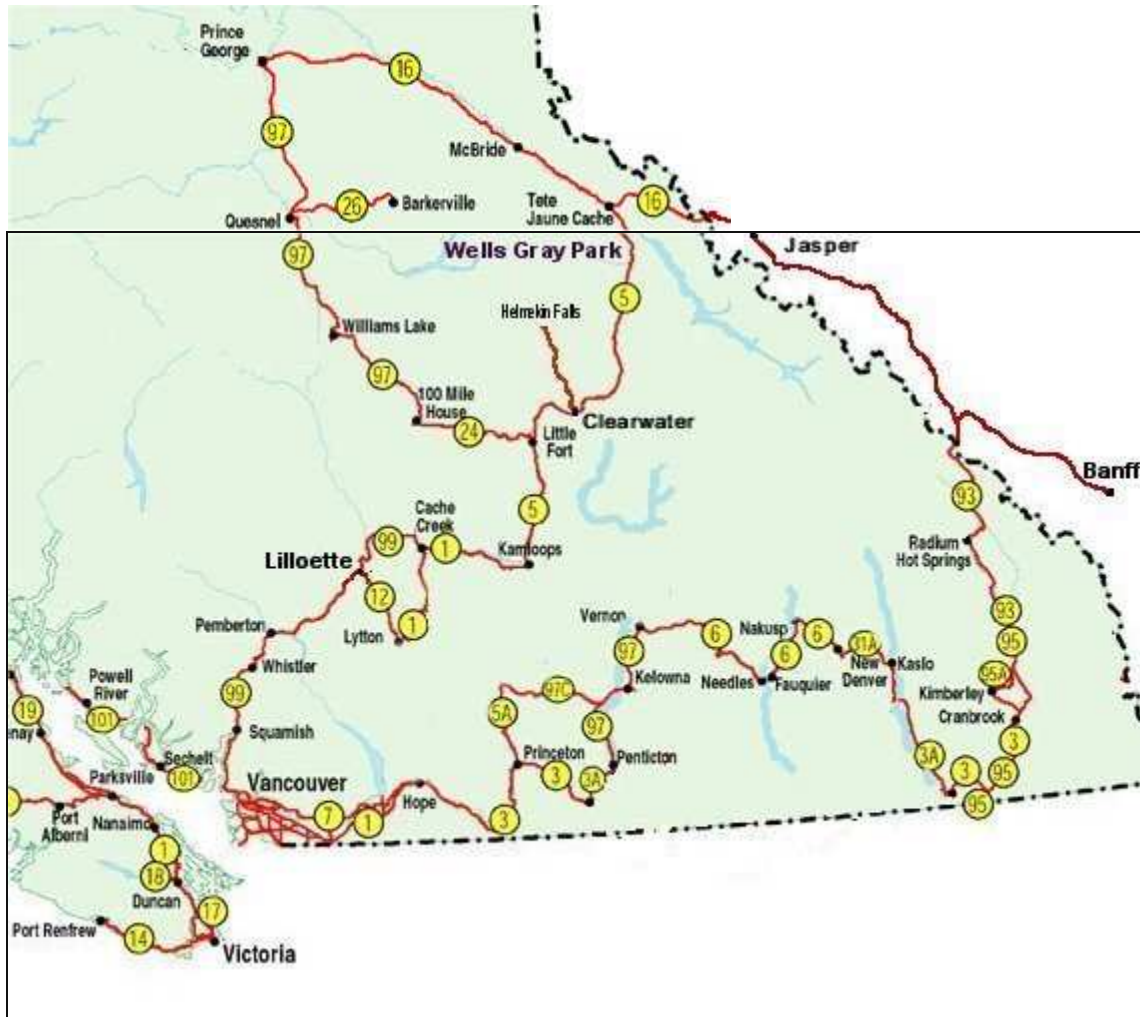 Prince
George
16
97
McBride
26
Barkerville
Tete
Jaune Cache
16
Quesnel
Wells Gray Park
Jasper
97
5
Helmekin Falls
Williams Lake
97
100 Mile
House
24
Clearwater
Little
Fort
Banff
93
Cache
Creek
5
99
1
Kamloops
Radium
Hot Springs
Lilloette
12
1
Lytton
93
Vernon
6
Nakusp
6
31A
95
Pemberton
97
6
New
Denver
Kaslo
Whistler
Powell
River
99
97C
Kelowna
Needles
Fauquier
95A
Kimberley
19
101
5A
97
Cranbrook
enay
Squamish
Sechelt
101
Princeton
Penticton
3
3A
3
3
95
Parksville
Vancouver
3A
95
Hope
7
1
3
Port
Alberni
Nanaimo
1
18
Duncan
17
Port Renfrew
14
Victoria